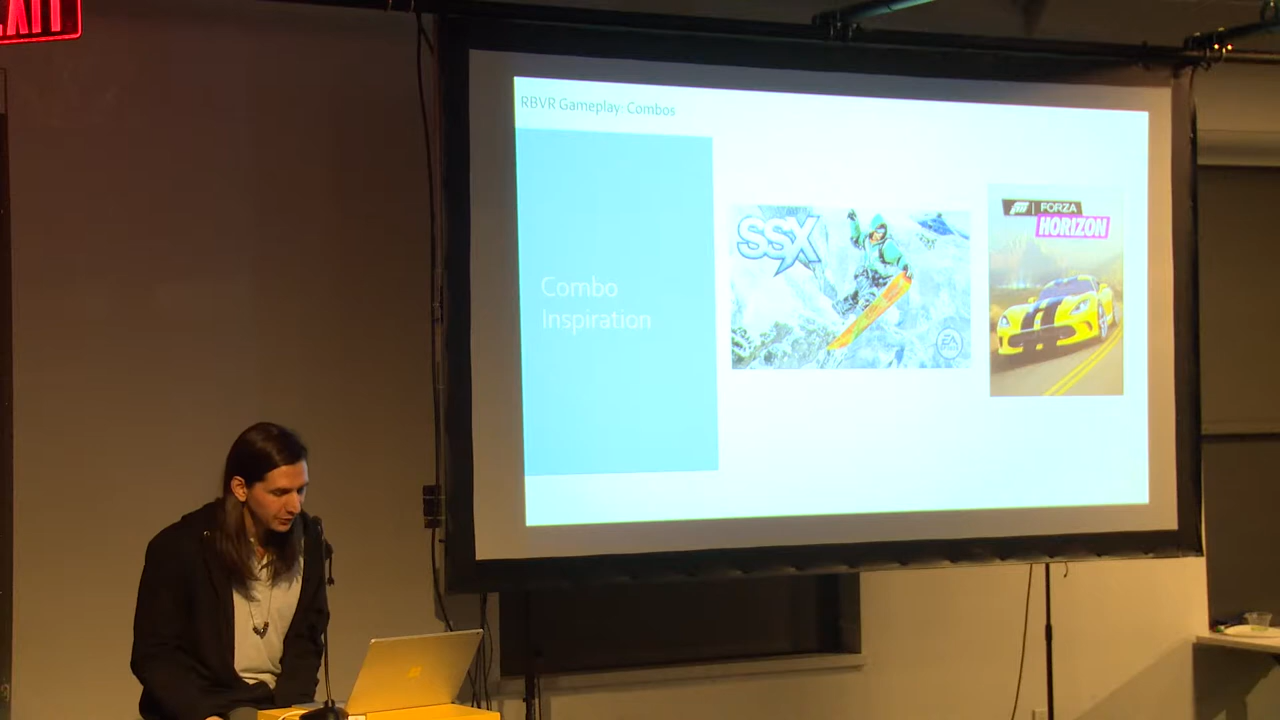 EXIT
RBVR Gameplay: Combos
Combo
Inspiration
SSX
EA
FORZA
HORIZON